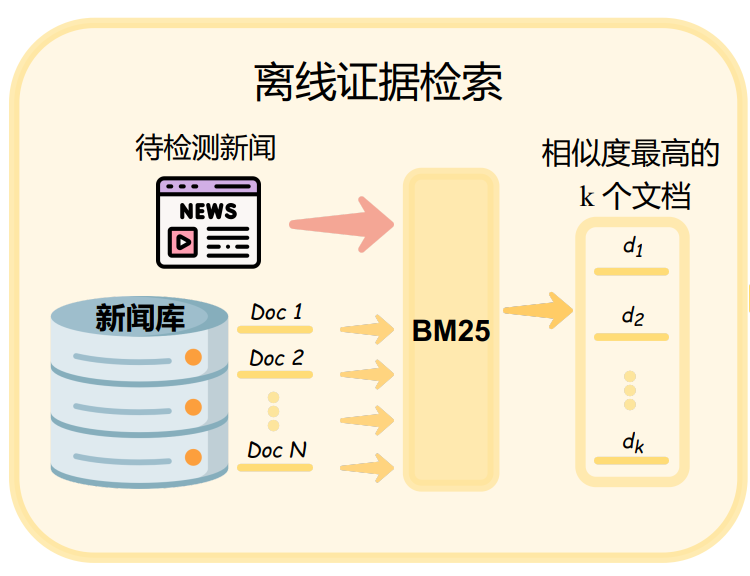 离线证据检索
待检测新闻
NEWS
新闻库
Doc 1
Doc 2
Doc N
BM25
相似度最高的
k 个文档
d1
d2
dk